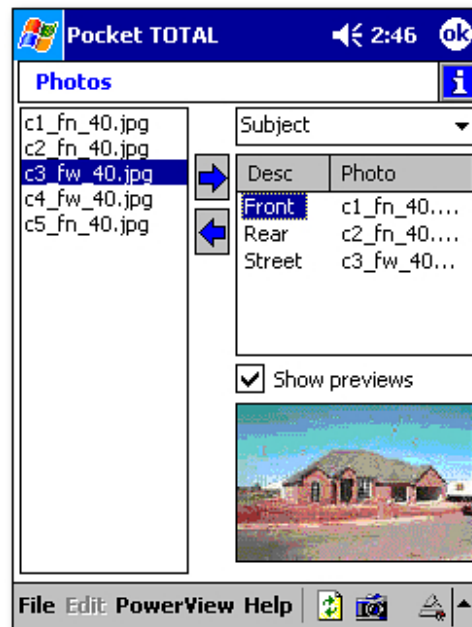 Pocket TOTAL 2:46 ok
Photos
c1_fn_40.jpg
c2_fn_40.jpg
c3_fw_40.jpg
c4_fw_40.jpg
c5_fn_40.jpg
Subject
Desc Photo
Front c1_fn_40....
Rear c2_fn_40....
Street c3_fw_40...
Show previews
File Edit PowerView Help